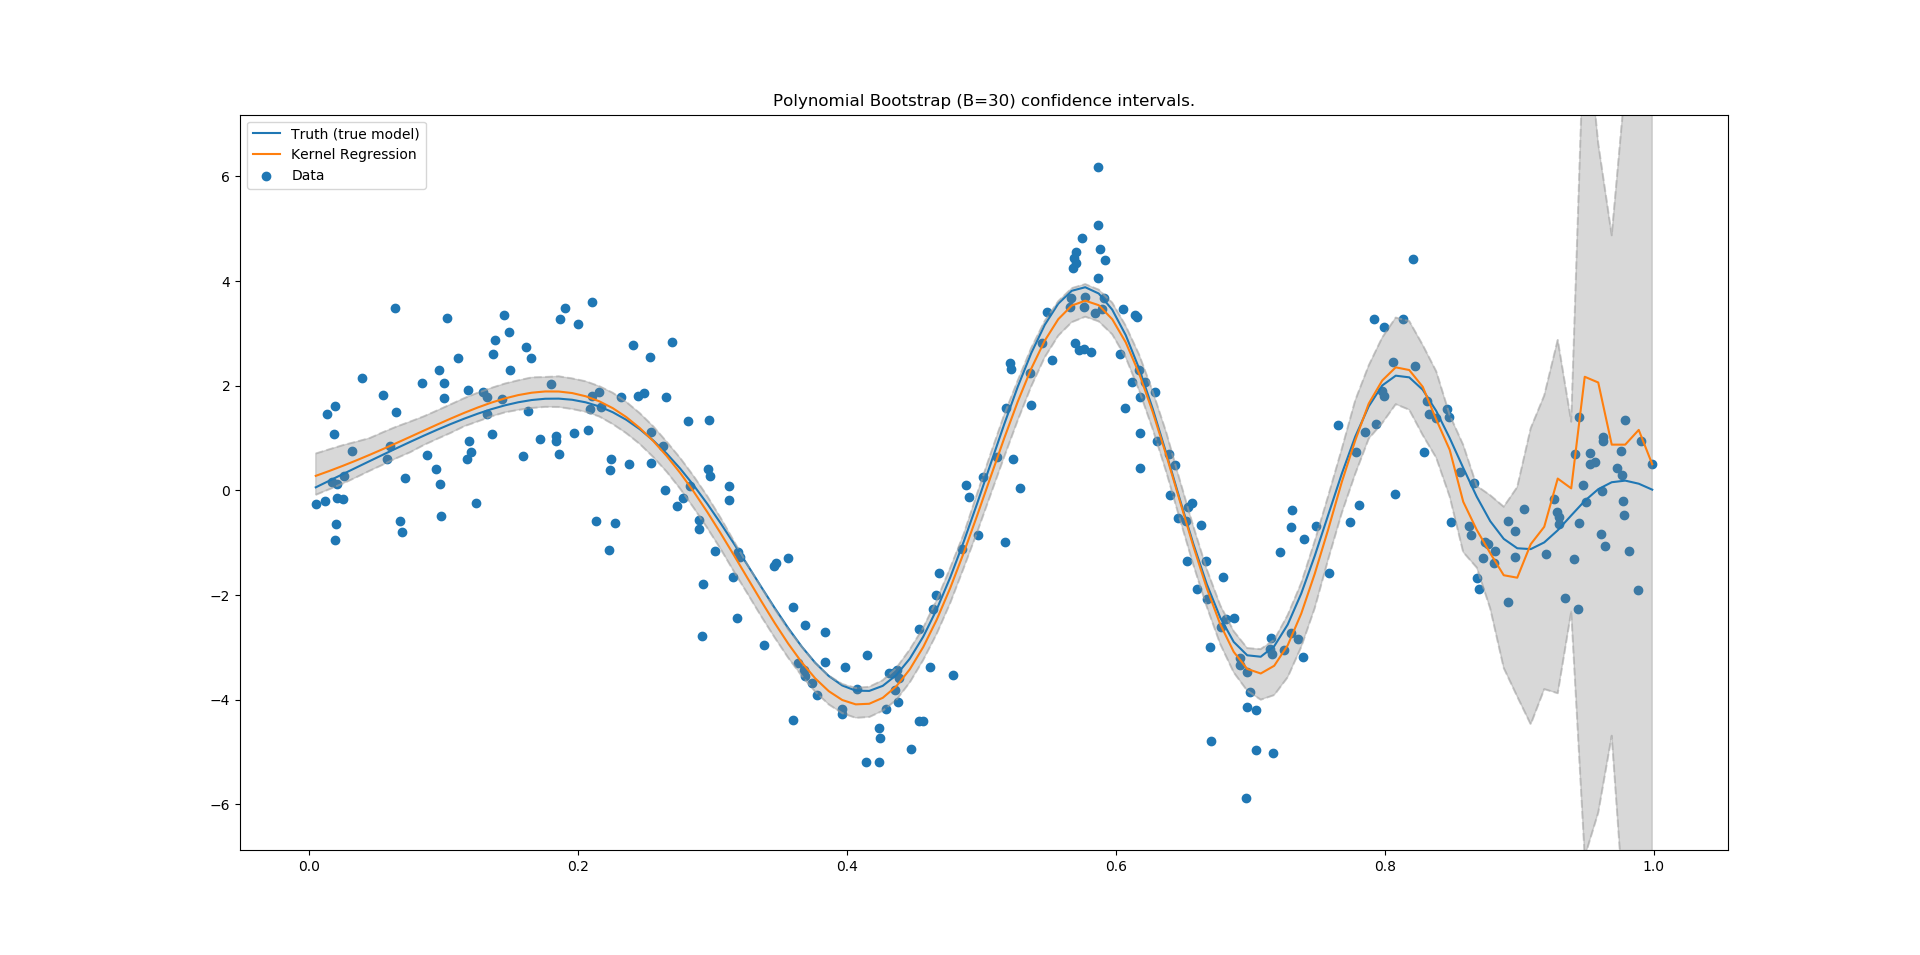 Polynomial Bootstrap (B=30) confidence intervals.
Truth (true model)
Kernel Regression
Data
6
4
2
0
−2
−4
−6
0.0 0.2 0.4 0.6 0.8 1.0